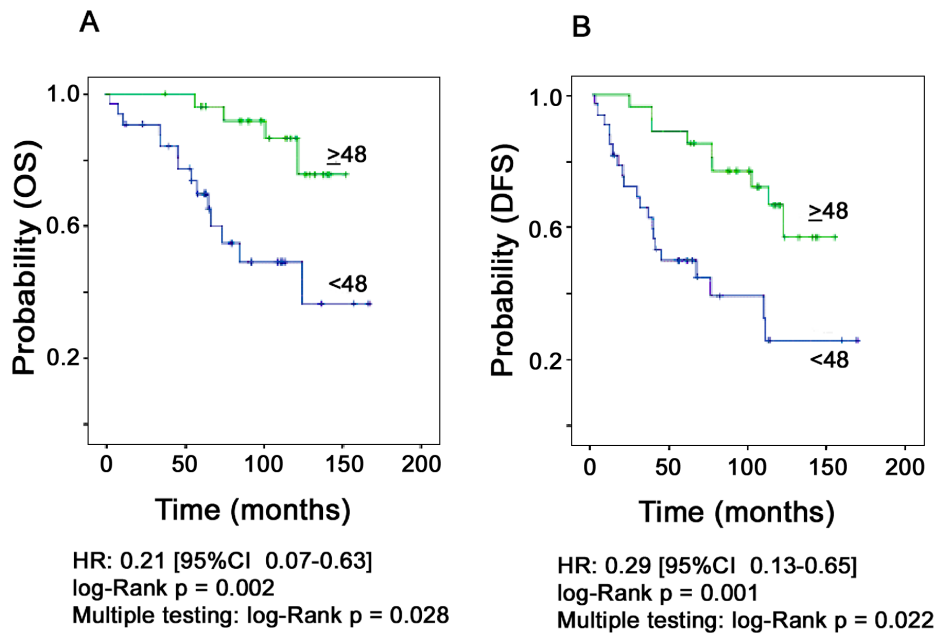 A
Probability (OS)
1.0
0.6
0.2
≥48
<48
0 50 100 150 200
Time (months)
HR: 0.21 [95%CI 0.07-0.63]
log-Rank p = 0.002
Multiple testing: log-Rank p = 0.028
B
Probability (DFS)
1.0
0.6
0.2
≥48
<48
0 50 100 150 200
Time (months)
HR: 0.29 [95%CI 0.13-0.65]
log-Rank p = 0.001
Multiple testing: log-Rank p = 0.022